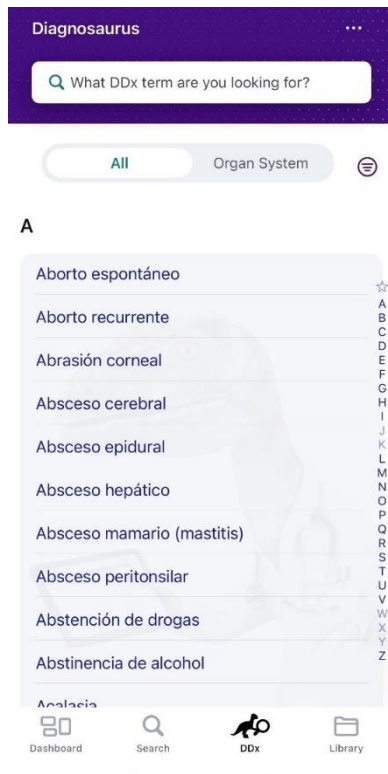 Diagnosaurus
What DDx term are you looking for?
All
Organ System
A
Aborto espontáneo
Aborto recurrente
Abrasión corneal
Absceso cerebral
Absceso epidural
Absceso hepático
Absceso mamario (mastitis)
Absceso peritonsilar
Abstención de drogas
Abstinencia de alcohol
Acalasia
A
B
C
D
E
F
G
H
I
J
K
L
M
N
O
P
Q
R
S
T
U
V
W
X
Y
Z
Dashboard
Search
DDx
Library